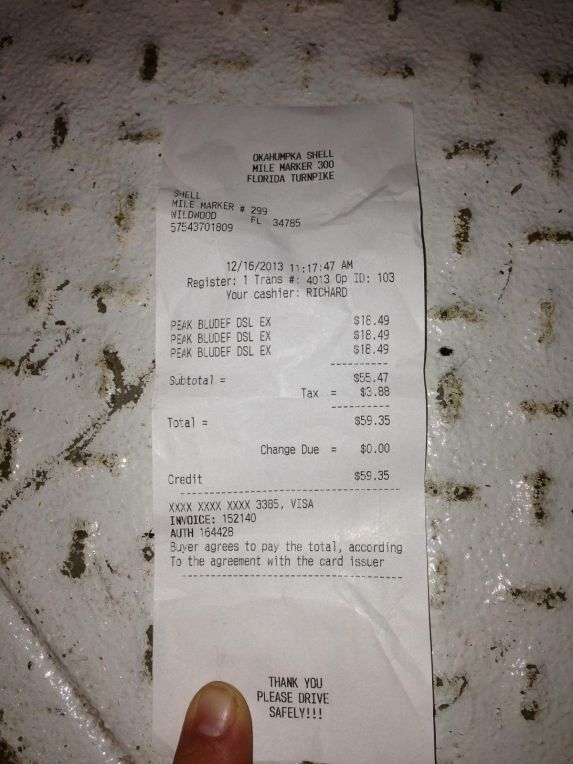 OKAHUMPKA SHELL
MILE MARKER 300
FLORIDA TURNPIKE
SHELL
MILE MARKER # 299
WILDWOOD FL 34785
57543701809
12/16/2013 11:17:47 AM
Register: 1 Trans #: 4013 Op ID: 103
Your cashier: RICHARD
PEAK BLUDEF DSL EX $18.49
PEAK BLUDEF DSL EX $18.49
PEAK BLUDEF DSL EX $18.49
Subtotal = $55.47
Tax = $3.88
Total = $59.35
Change Due = $0.00
Credit $59.35
XXXX XXXX XXXX 3385, VISA
INVOICE: 152140
AUTH 164428
Buyer agrees to pay the total, according
To the agreement with the card issuer
THANK YOU
PLEASE DRIVE
SAFELY!!!